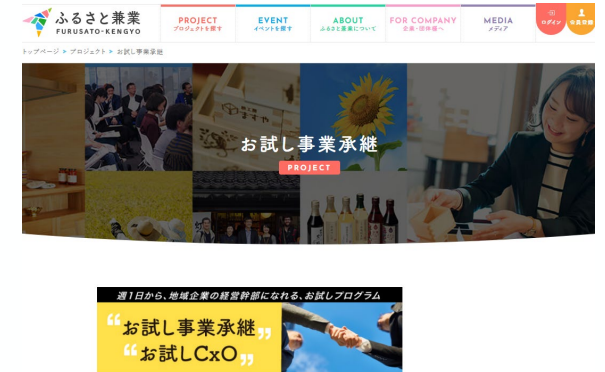 ふるさと兼業
FURUSATO-KENGYO
PROJECT
プロジェクトを探す
EVENT
イベントを探す
ABOUT
ふるさと兼業について
FOR COMPANY
企業・団体様へ
MEDIA
メディア
ログイン
会員登録
トップページ > プロジェクト > お試し事業承継
お試し事業承継
PROJECT
週1日から、地域企業の経営幹部になれる、お試しプログラム
“お試し事業承継”
“お試しCxO”